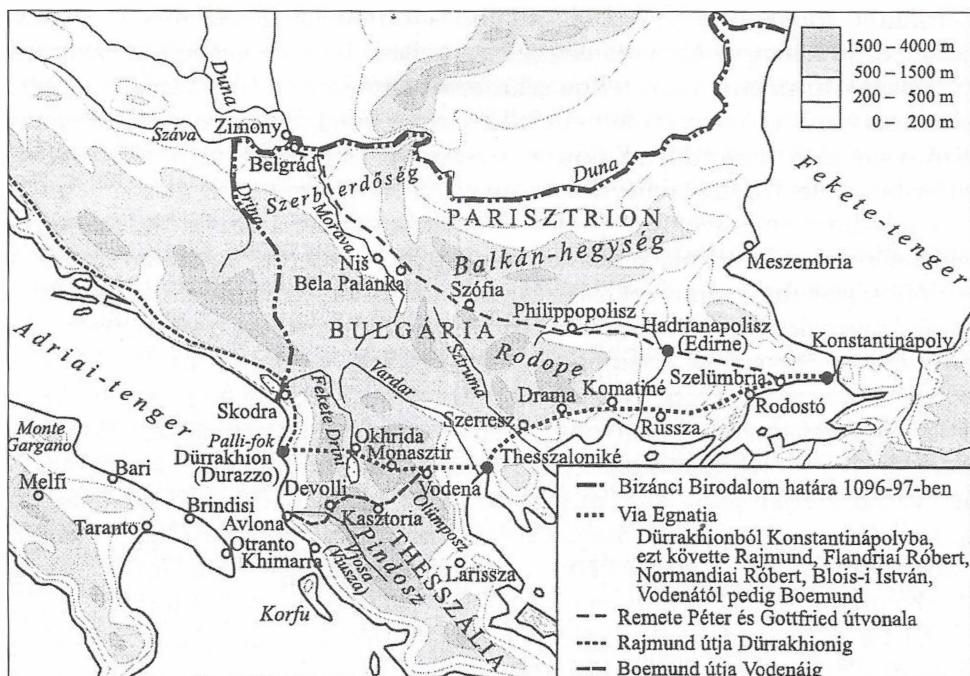 1500 – 4000 m
500 – 1500 m
200 – 500 m
0 – 200 m
Duna
Száva
Zimony
Belgrád
Duna
Fekete-tenger
Szerb erdőség
Drina
Morava
PARISZTRION
Balkán-hegység
Meszembria
Niš
Bela Palánka
Szófia
Philippopolisz
Hadrianapolisz
(Edirne)
Konstantinápoly
BULGÁRIA
Rodope
Adriai-tenger
Sztruma
Vardar
Drama
Komatiné
Szelümbria
Skodra
Fekete Drin
Szerresz
Rússza
Rodostó
Monte
Gargano
Palli-fok
Dürrakhion
(Durazzo)
Okhrida
Monasztir
Thesszaloniké
Bari
Melfi
Devolli
Vodena
Brindisi
Avlona
Kasztoria
Olümposz
Taranto
Otranto
Khimarra
Vjosa
Pindosz
THESSZÁLIA
Larissza
Korfu
Bizánci Birodalom határa 1096-97-ben
Via Egnatia
Dürrakhionból Konstantinápolyba,
ezt követte Rajmund, Flandriai Róbert,
Normandiai Róbert, Blois-i István,
Vodenától pedig Boemund
Remete Péter és Gottfried útvonala
Rajmund útja Dürrakhionig
Boemund útja Vodenáig